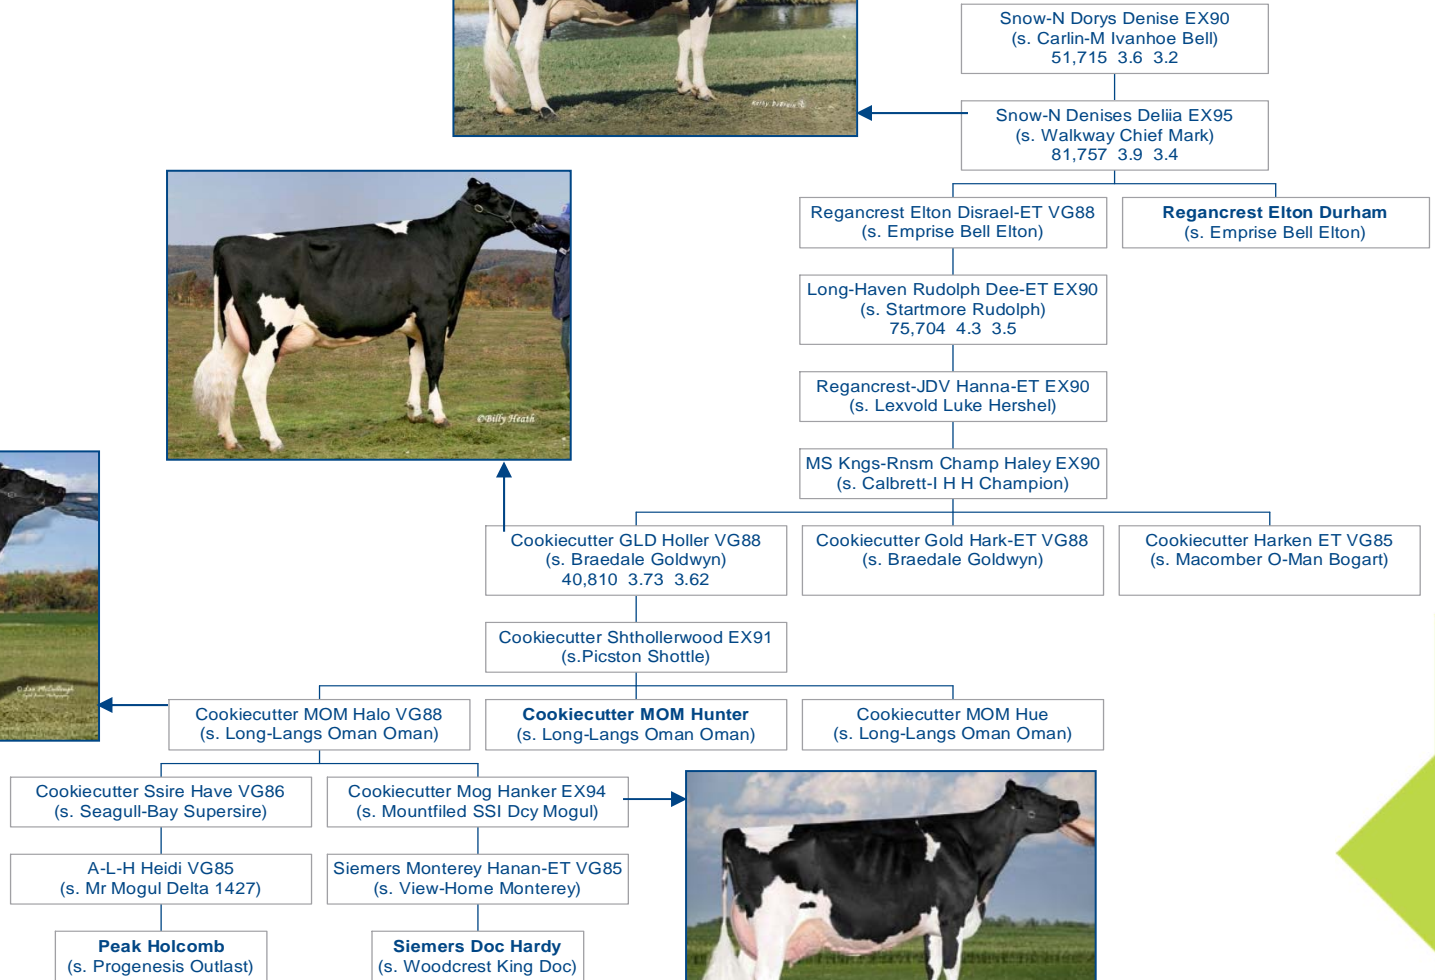 Snow-N Dorys Denise EX90
(s. Carlin-M Ivanhoe Bell)
51,715 3.6 3.2
Snow-N Denises Deliia EX95
(s. Walkway Chief Mark)
81,757 3.9 3.4
Regancrest Elton Disrael-ET VG88
(s. Emprise Bell Elton)
Regancrest Elton Durham
(s. Emprise Bell Elton)
Long-Haven Rudolph Dee-ET EX90
(s. Startmore Rudolph)
75,704 4.3 3.5
Regancrest-JDV Hanna-ET EX90
(s. Lexvold Luke Hershel)
©Billy Heath
MS Kngs-Rnsm Champ Haley EX90
(s. Calbrett-I H H Champion)
Cookiecutter GLD Holler VG88
(s. Braedale Goldwyn)
40,810 3.73 3.62
Cookiecutter Gold Hark-ET VG88
(s. Braedale Goldwyn)
Cookiecutter Harken ET VG85
(s. Macomber O-Man Bogart)
Cookiecutter Shthollerwood EX91
(s.Picston Shottle)
Cookiecutter MOM Halo VG88
(s. Long-Langs Oman Oman)
Cookiecutter MOM Hunter
(s. Long-Langs Oman Oman)
Cookiecutter MOM Hue
(s. Long-Langs Oman Oman)
Cookiecutter Ssire Have VG86
(s. Seagull-Bay Supersire)
Cookiecutter Mog Hanker EX94
(s. Mountfiled SSI Dcy Mogul)
A-L-H Heidi VG85
(s. Mr Mogul Delta 1427)
Siemers Monterey Hanan-ET VG85
(s. View-Home Monterey)
Peak Holcomb
(s. Progenesis Outlast)
Siemers Doc Hardy
(s. Woodcrest King Doc)